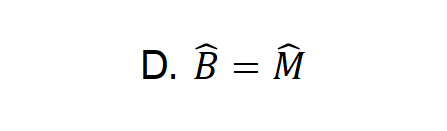 D. B̂ = M̂